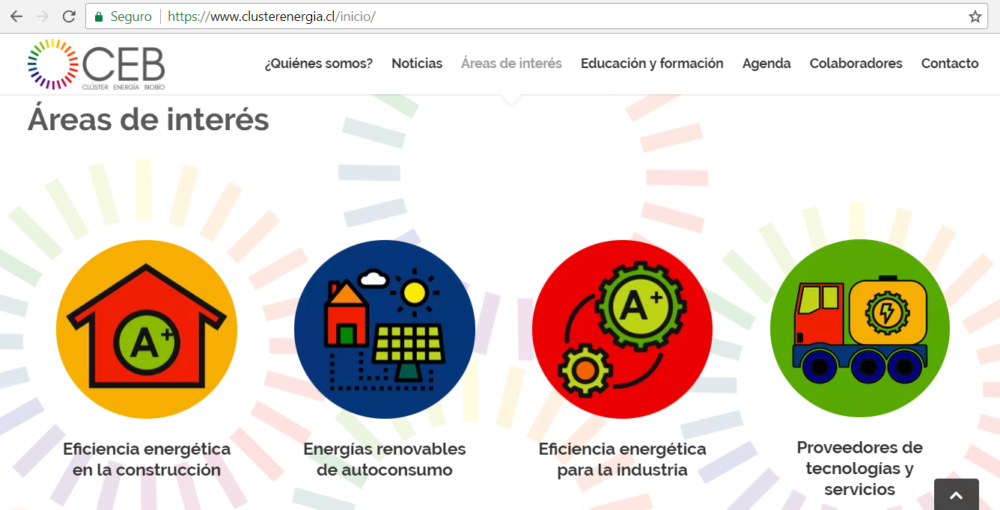 Seguro https://www.clusterenergia.cl/inicio/
CEB
CLÚSTER ENERGÍA BIOBÍO
¿Quiénes somos? Noticias Áreas de interés Educación y formación Agenda Colaboradores Contacto
Áreas de interés
A+
A+
Eficiencia energética
en la construcción
Energías renovables
de autoconsumo
Eficiencia energética
para la industria
Proveedores de
tecnologías y
servicios